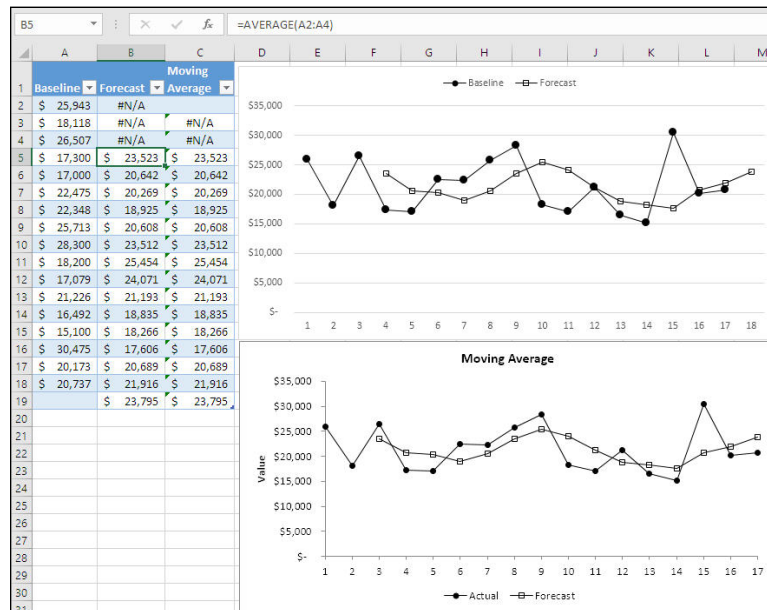 B5 fx =AVERAGE(A2:A4)
A B C D E F G H I J K L M
1 Baseline Forecast Moving Average
2 $ 25,943 #N/A
3 $ 18,118 #N/A #N/A
4 $ 26,507 #N/A #N/A
5 $ 17,300 $ 23,523 $ 23,523
6 $ 17,000 $ 20,642 $ 20,642
7 $ 22,475 $ 20,269 $ 20,269
8 $ 22,348 $ 18,925 $ 18,925
9 $ 25,713 $ 20,608 $ 20,608
10 $ 28,300 $ 23,512 $ 23,512
11 $ 18,200 $ 25,454 $ 25,454
12 $ 17,079 $ 24,071 $ 24,071
13 $ 21,226 $ 21,193 $ 21,193
14 $ 16,492 $ 18,835 $ 18,835
15 $ 15,100 $ 18,266 $ 18,266
16 $ 30,475 $ 17,606 $ 17,606
17 $ 20,173 $ 20,689 $ 20,689
18 $ 20,737 $ 21,916 $ 21,916
19 $ 23,795 $ 23,795
20
21
22
23
24
25
26
27
28
29
30
31
Baseline Forecast
$35,000
$30,000
$25,000
$20,000
$15,000
$10,000
$5,000
$-
1 2 3 4 5 6 7 8 9 10 11 12 13 14 15 16 17 18
Moving Average
Value
$35,000
$30,000
$25,000
$20,000
$15,000
$10,000
$5,000
$-
1 2 3 4 5 6 7 8 9 10 11 12 13 14 15 16 17
Actual Forecast